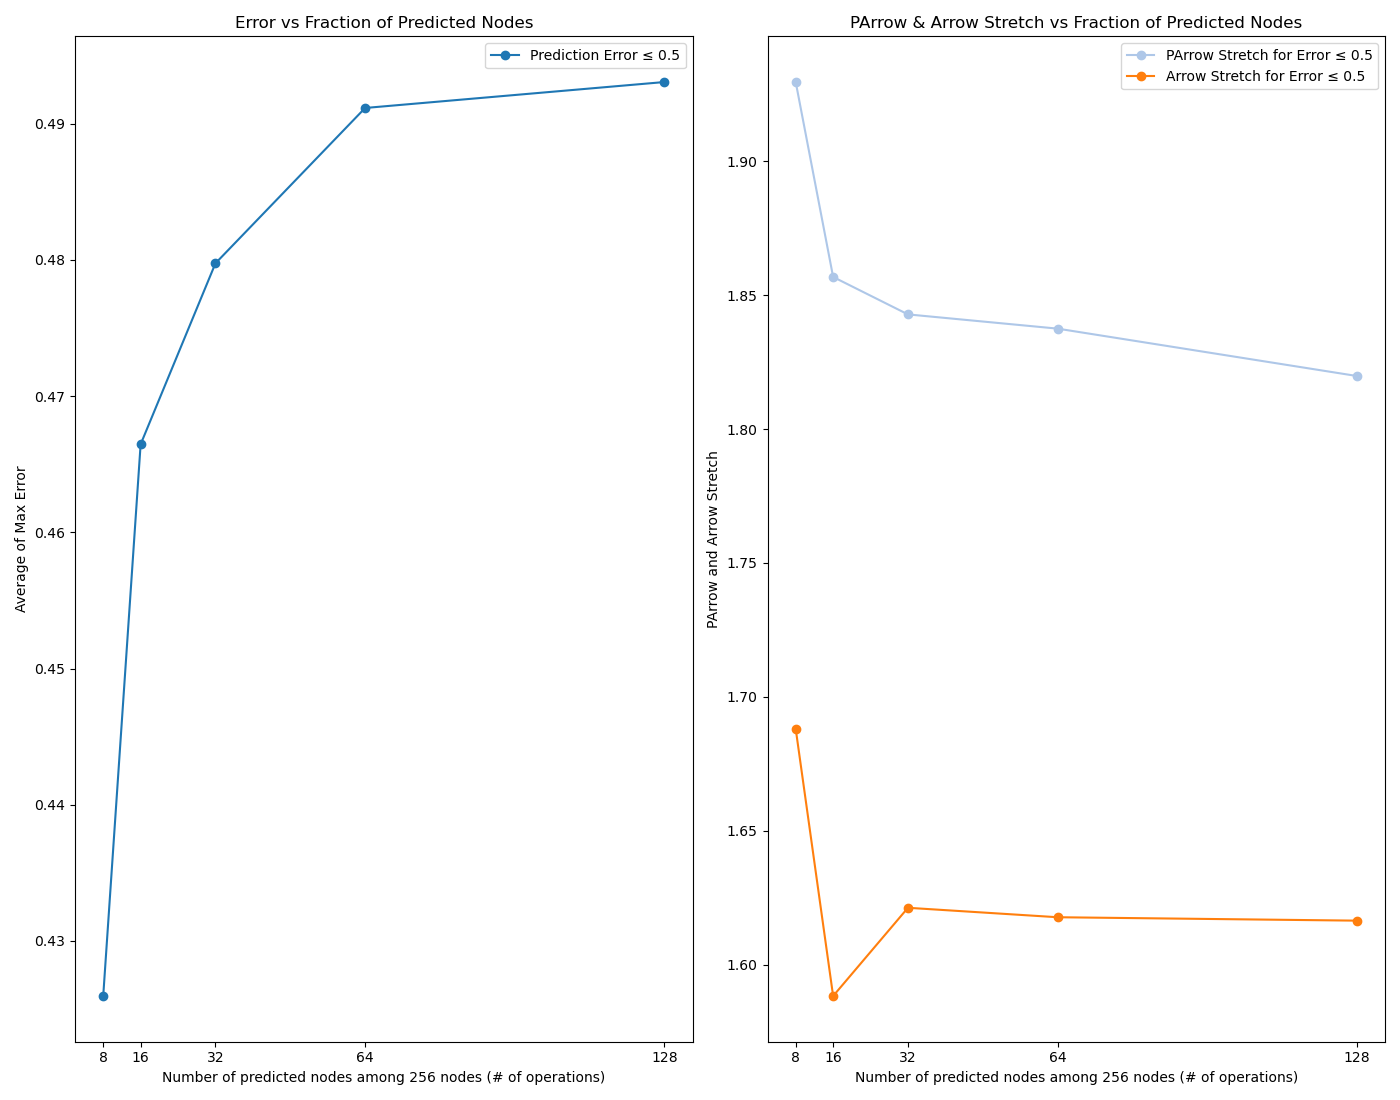 Error vs Fraction of Predicted Nodes
Prediction Error ≤ 0.5
0.49
0.48
0.47
0.46
0.45
0.44
0.43
Average of Max Error
8 16 32 64 128
Number of predicted nodes among 256 nodes (# of operations)
PArrow & Arrow Stretch vs Fraction of Predicted Nodes
PArrow Stretch for Error ≤ 0.5
Arrow Stretch for Error ≤ 0.5
1.90
1.85
1.80
1.75
1.70
1.65
1.60
PArrow and Arrow Stretch
8 16 32 64 128
Number of predicted nodes among 256 nodes (# of operations)